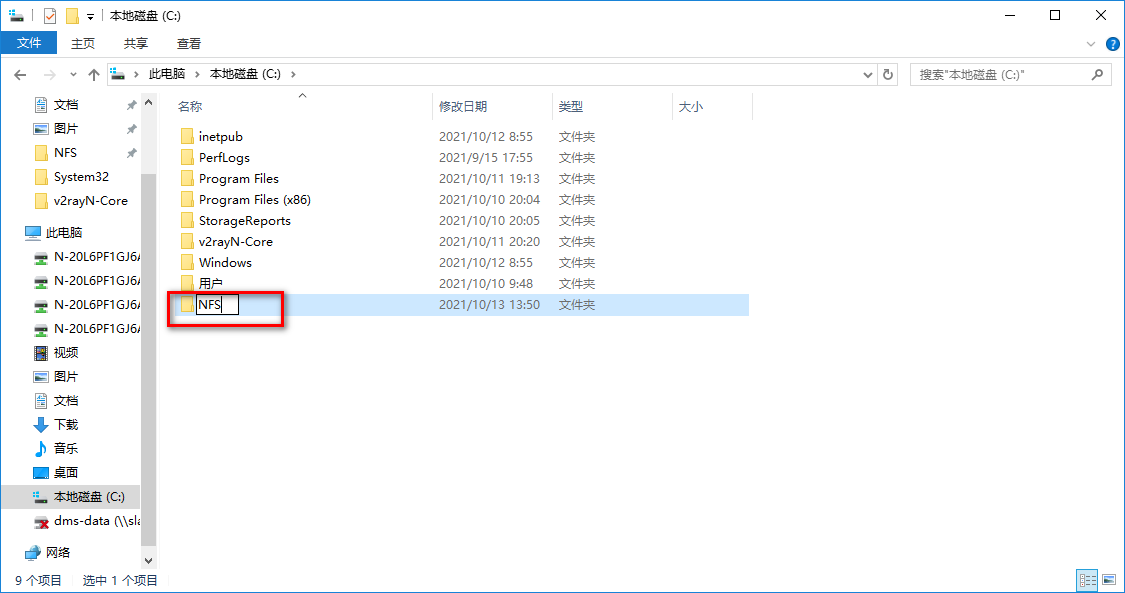 本地磁盘 (C:)
文件 主页 共享 查看
此电脑 本地磁盘 (C:) 搜索"本地磁盘 (C:)"
文档
图片
NFS
System32
v2rayN-Core
此电脑
N-20L6PF1GJ6A
N-20L6PF1GJ6A
N-20L6PF1GJ6A
N-20L6PF1GJ6A
视频
图片
文档
下载
音乐
桌面
本地磁盘 (C:)
dms-data (\\sla
网络
名称 修改日期 类型 大小
inetpub 2021/10/12 8:55 文件夹
PerfLogs 2021/9/15 17:55 文件夹
Program Files 2021/10/11 19:13 文件夹
Program Files (x86) 2021/10/10 20:04 文件夹
StorageReports 2021/10/10 20:05 文件夹
v2rayN-Core 2021/10/11 20:20 文件夹
Windows 2021/10/12 8:55 文件夹
用户 2021/10/10 9:48 文件夹
NFS 2021/10/13 13:50 文件夹
9 个项目 选中 1 个项目